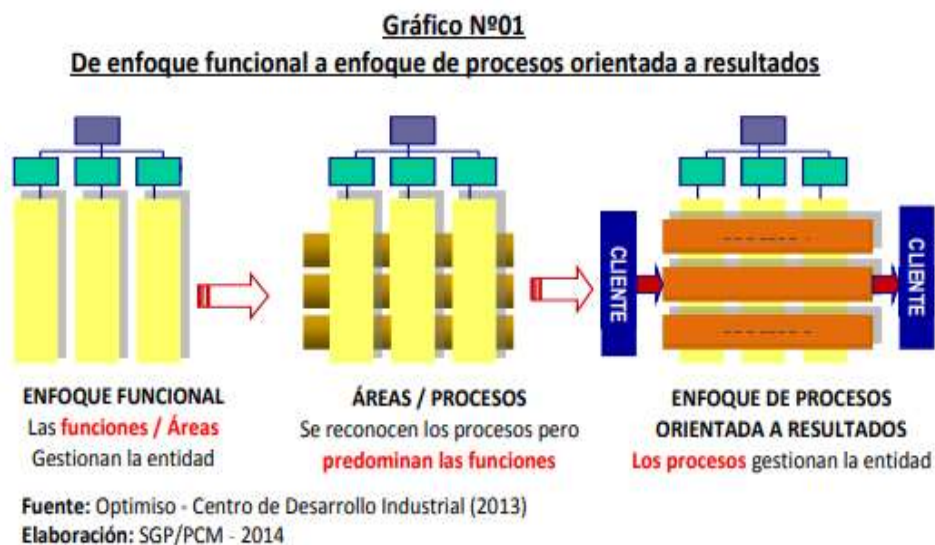 Gráfico Nº01
De enfoque funcional a enfoque de procesos orientada a resultados
CLIENTE
CLIENTE
ENFOQUE FUNCIONAL
Las funciones / Áreas
Gestionan la entidad
ÁREAS / PROCESOS
Se reconocen los procesos pero
predominan las funciones
ENFOQUE DE PROCESOS
ORIENTADA A RESULTADOS
Los procesos gestionan la entidad
Fuente: Optimiso - Centro de Desarrollo Industrial (2013)
Elaboración: SGP/PCM - 2014